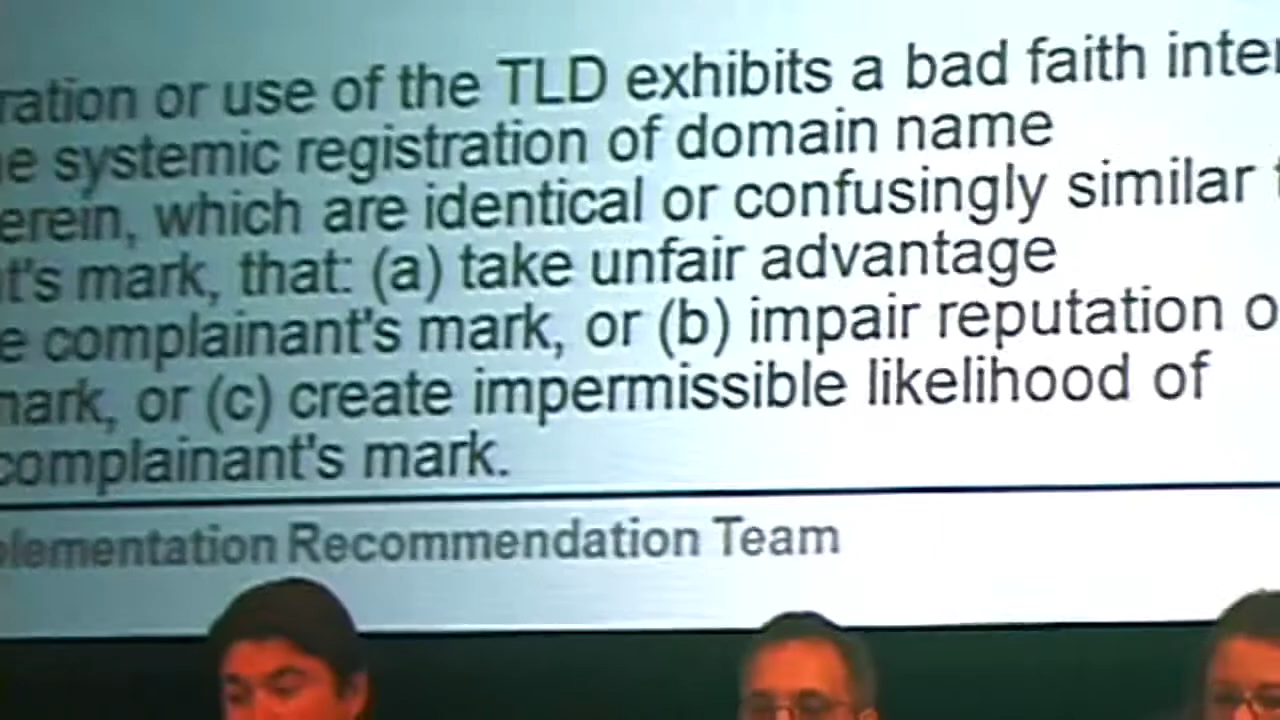 ration or use of the TLD exhibits a bad faith inte
e systemic registration of domain name
erein, which are identical or confusingly similar
t's mark, that: (a) take unfair advantage
e complainant's mark, or (b) impair reputation o
mark, or (c) create impermissible likelihood of
complainant's mark.
lementation Recommendation Team